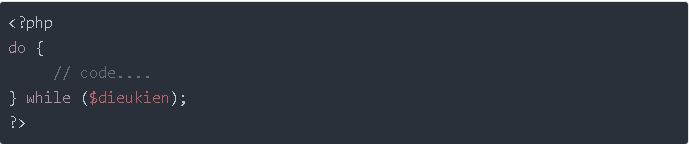 <?php
do {
// code....
} while ($dieukien);
?>